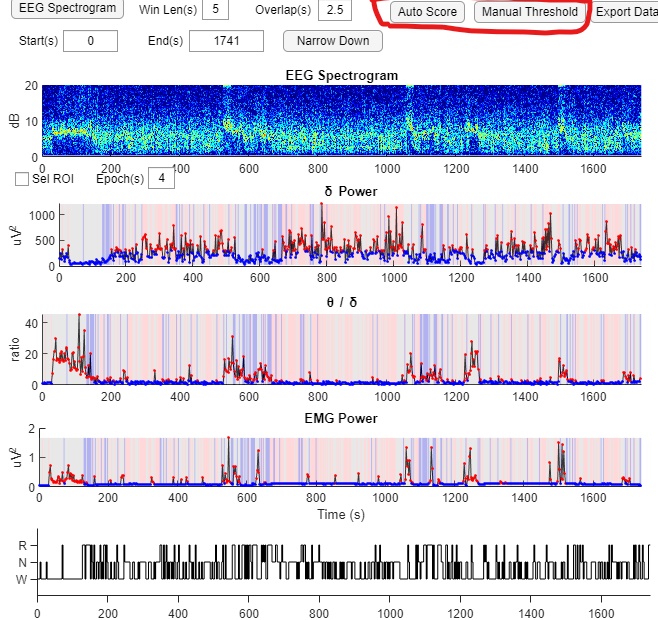 EEG Spectrogram Win Len(s) 5 Overlap(s) 2.5 Auto Score Manual Threshold Export Data
Start(s) 0 End(s) 1741 Narrow Down
EEG Spectrogram
20
10
0
dB
0 200 400 600 800 1000 1200 1400 1600
Sel ROI Epoch(s) 4
δ Power
1000
500
0
uV²
0 200 400 600 800 1000 1200 1400 1600
θ / δ
40
20
0
ratio
0 200 400 600 800 1000 1200 1400 1600
EMG Power
2
1
0
uV²
0 200 400 600 800 1000 1200 1400 1600
Time (s)
R
N
W
0 200 400 600 800 1000 1200 1400 1600